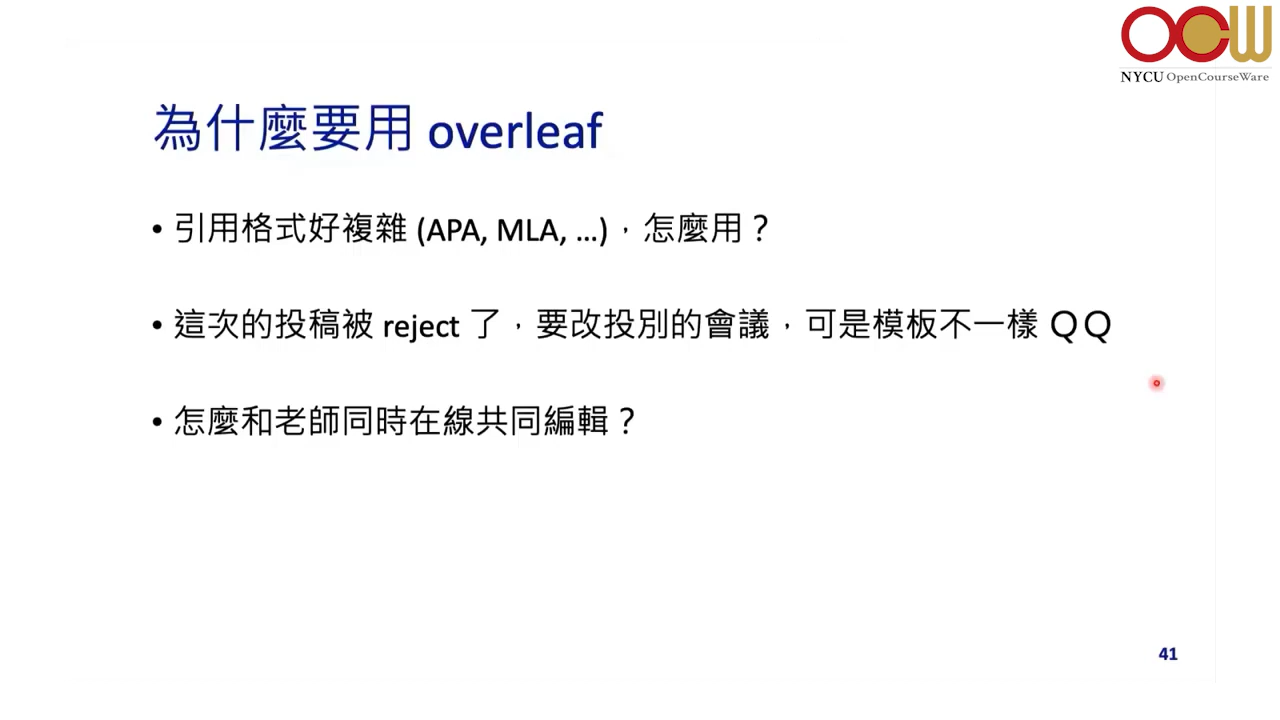 OCW
NYCU OpenCourseWare
為什麼要用 overleaf
• 引用格式好複雜 (APA, MLA, …)，怎麼用？
• 這次的投稿被 reject 了，要改投別的會議，可是模板不一樣 ＱＱ
• 怎麼和老師同時在線共同編輯？
41